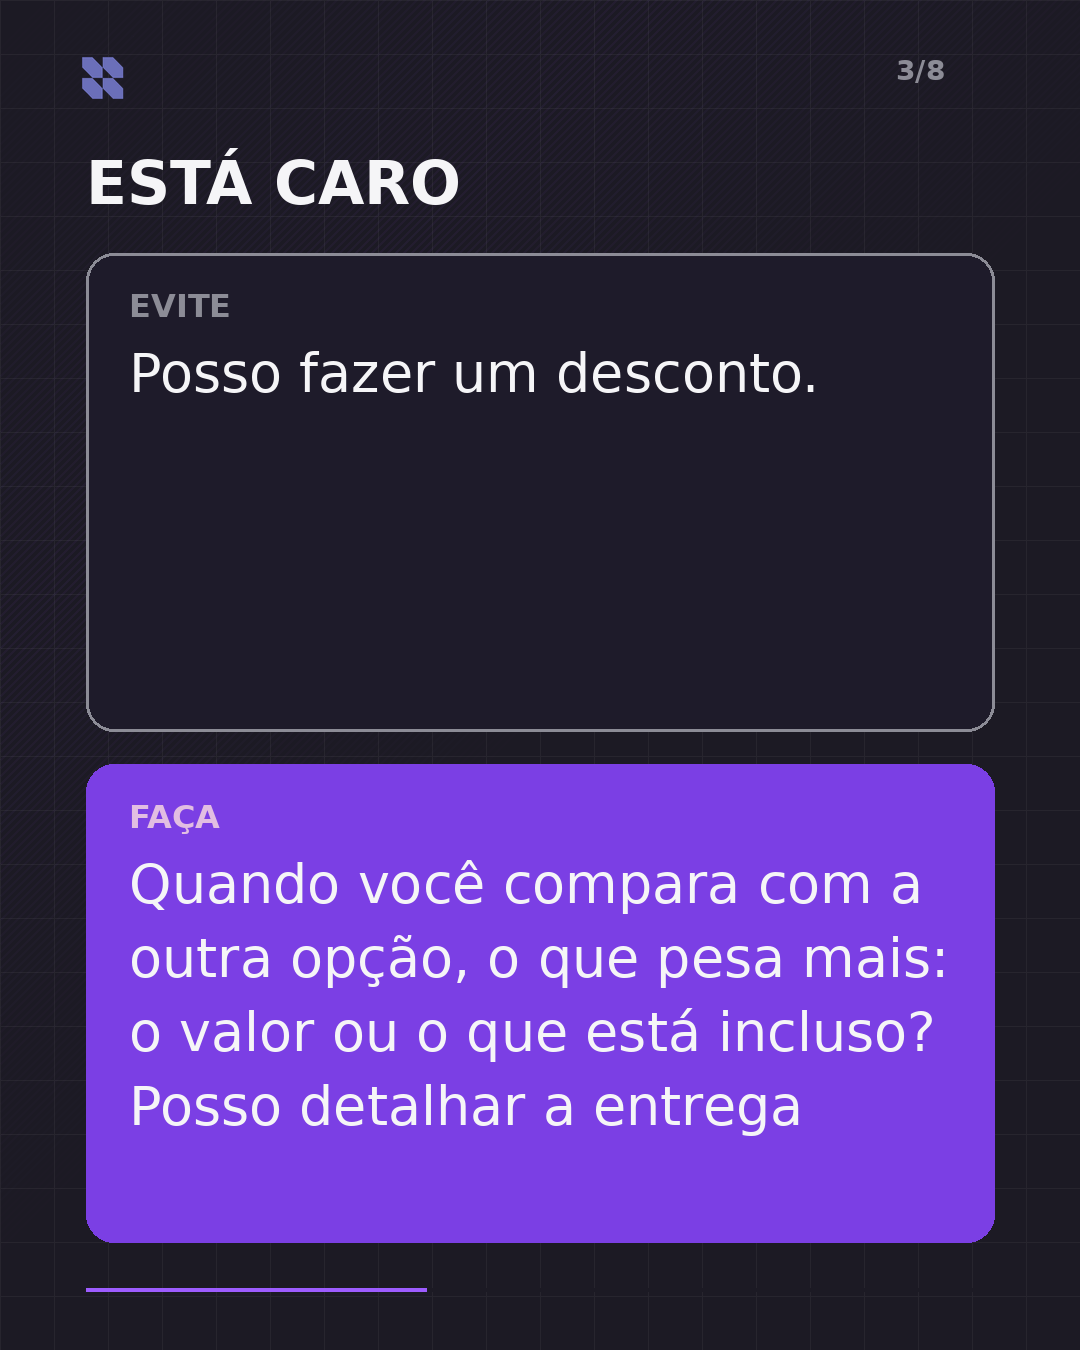 3/8
ESTÁ CARO
EVITE
Posso fazer um desconto.
FAÇA
Quando você compara com a
outra opção, o que pesa mais:
o valor ou o que está incluso?
Posso detalhar a entrega